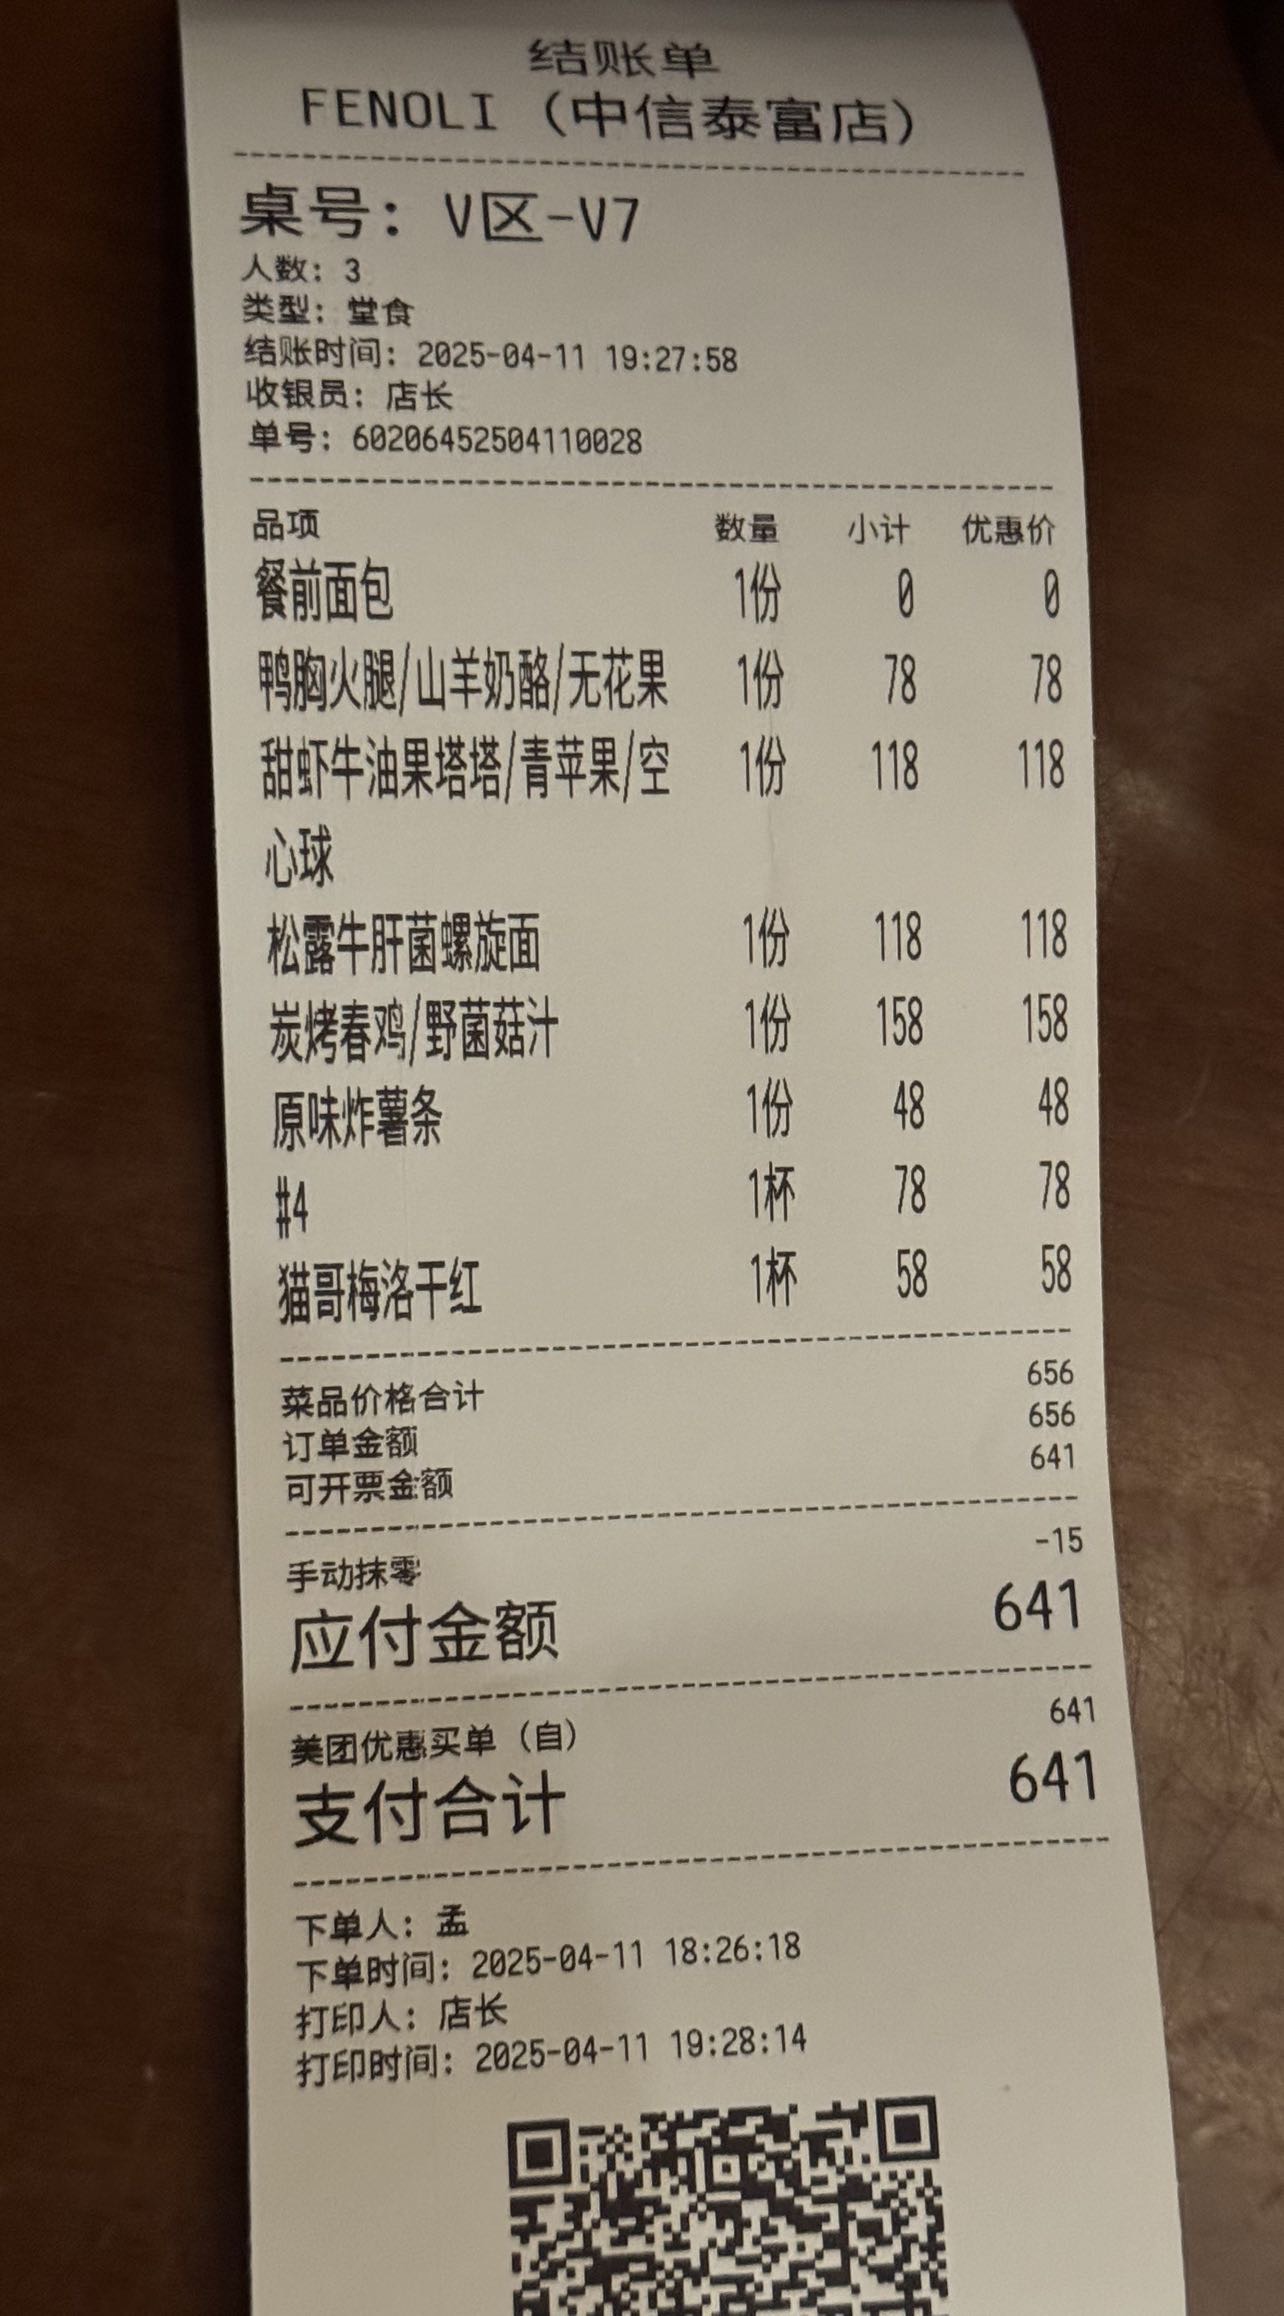 结账单
FENOLI（中信泰富店）
桌号：V区-V7
人数：3
类型：堂食
结账时间：2025-04-11 19:27:58
收银员：店长
单号：60206452504110028
品项 数量 小计 优惠价
餐前面包 1份 0 0
鸭胸火腿/山羊奶酪/无花果 1份 78 78
甜虾牛油果塔塔/青苹果/空 1份 118 118
心球
松露牛肝菌螺旋面 1份 118 118
炭烤春鸡/野菌菇汁 1份 158 158
原味炸薯条 1份 48 48
#4 1杯 78 78
猫哥梅洛干红 1杯 58 58
菜品价格合计 656
订单金额 656
可开票金额 641
手动抹零 -15
应付金额 641
美团优惠买单（自） 641
支付合计 641
下单人：孟
下单时间：2025-04-11 18:26:18
打印人：店长
打印时间：2025-04-11 19:28:14